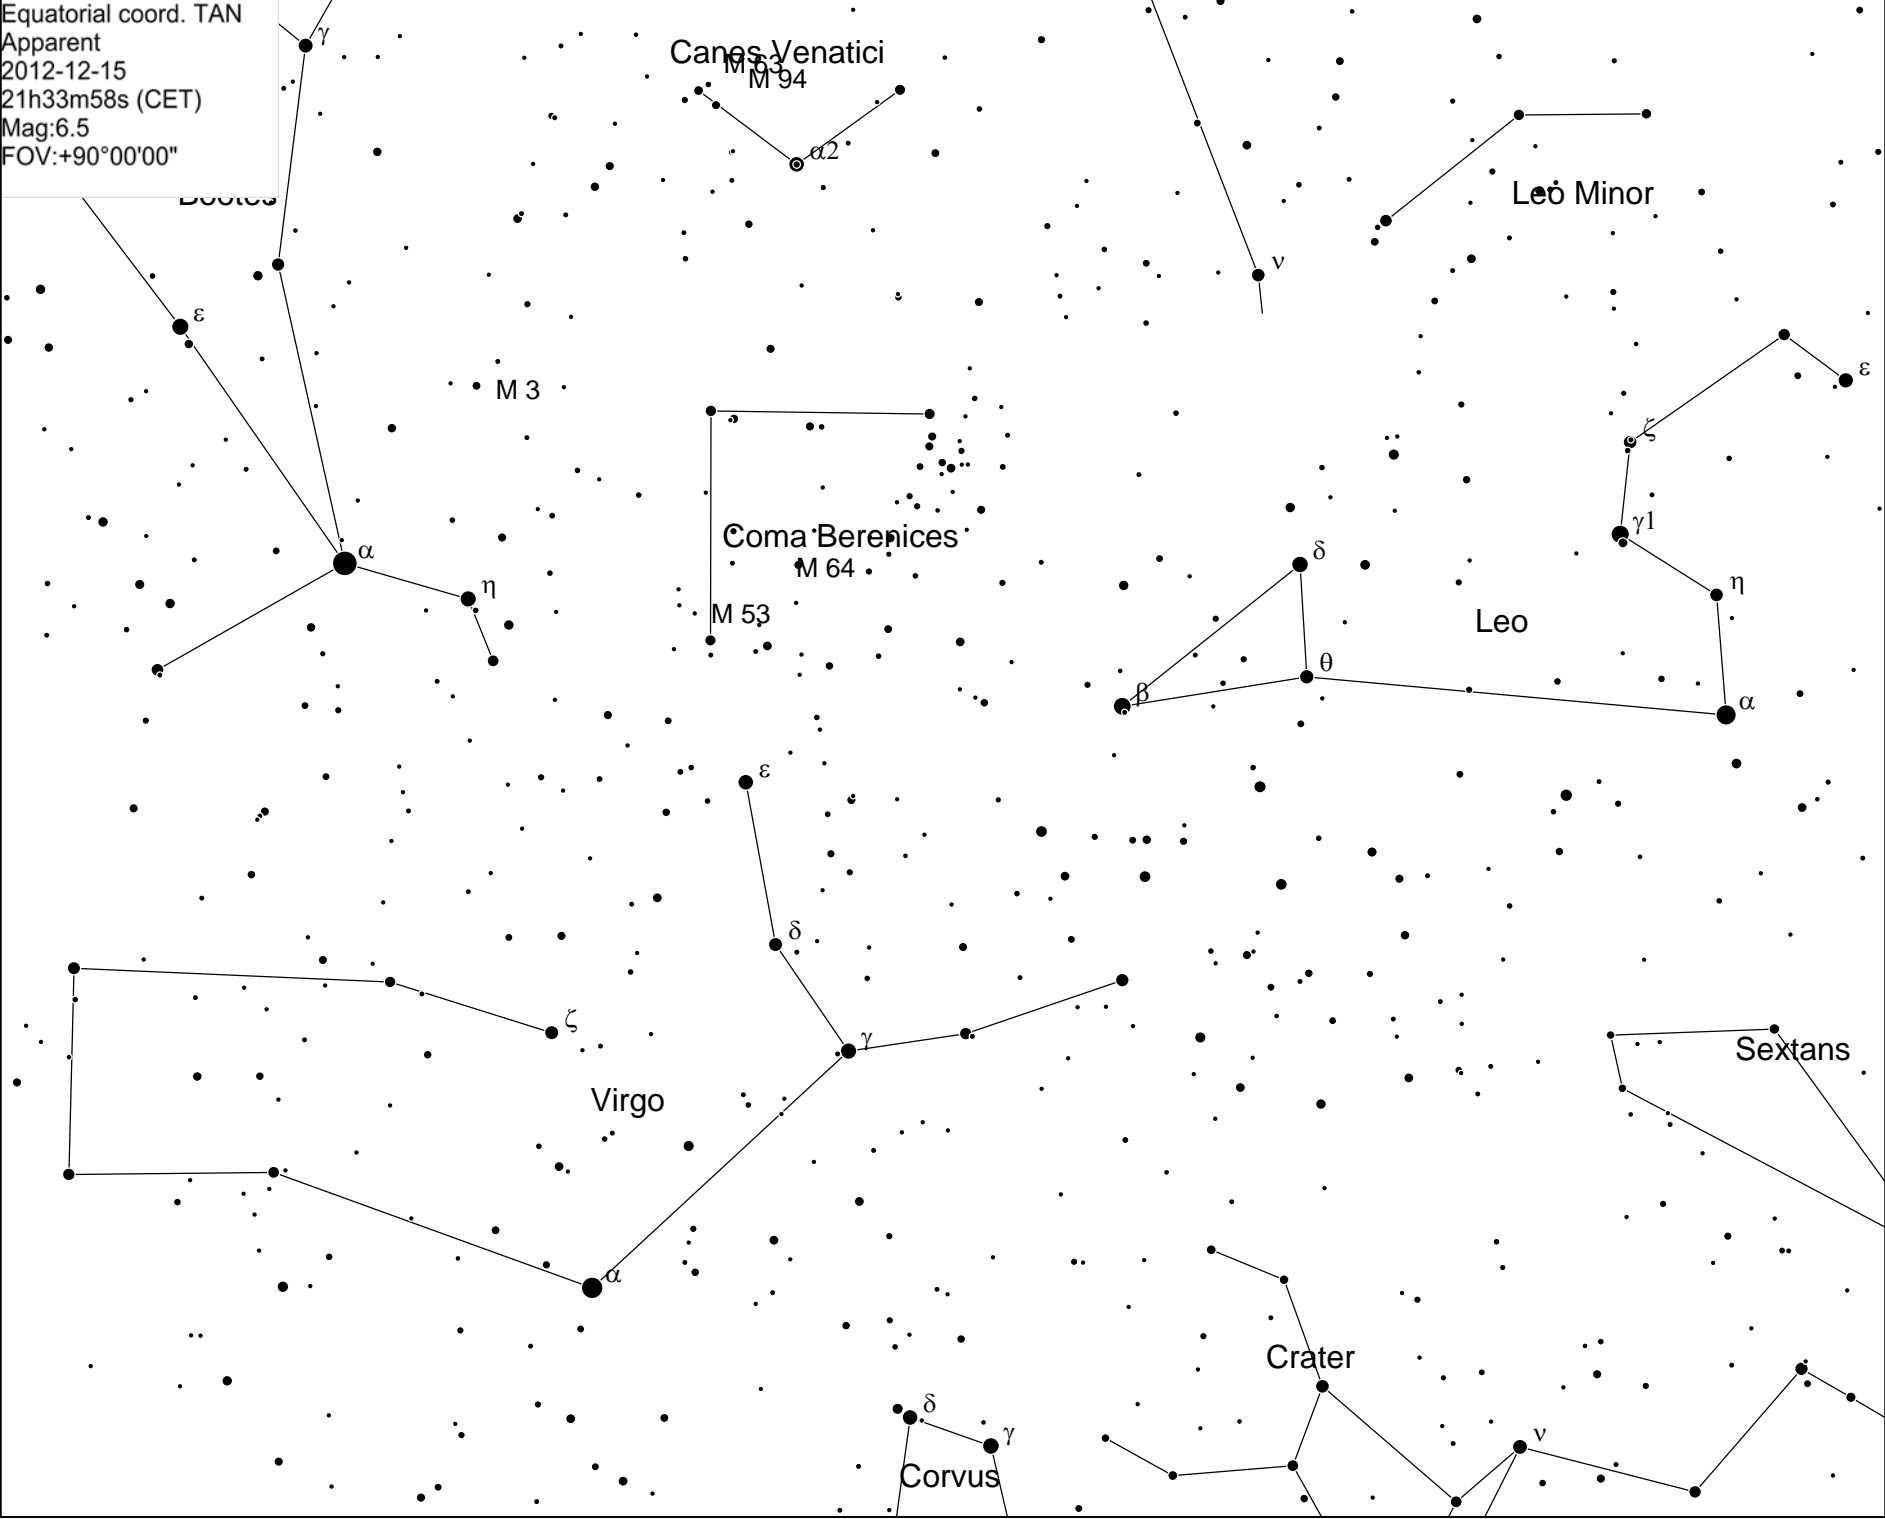 Equatorial coord. TAN
Apparent
2012-12-15
21h33m58s (CET)
Mag:6.5
FOV:+90°00'00"
γ
Canes Venatici
M 63
M 94
α2
Bootes
Leo Minor
ν
ε
M 3
ε
ζ
γ1
Coma Berenices
M 64
α
δ
η
η
M 53
Leo
θ
β
α
ε
δ
ζ
γ
Sextans
Virgo
α
Crater
δ
γ
ν
Corvus